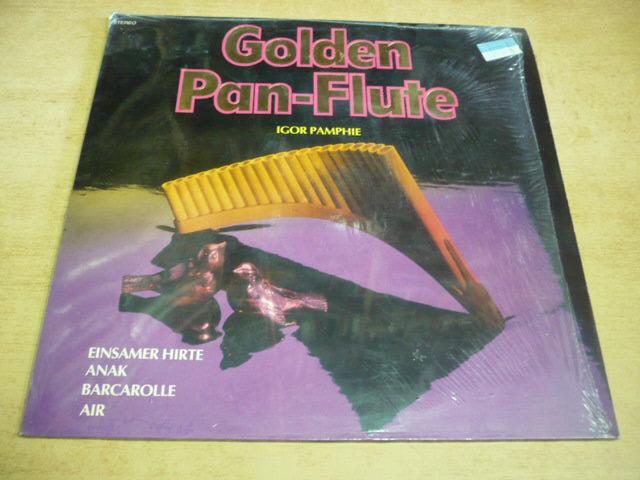 STEREO
Golden
Pan-Flute
IGOR PAMPHIE
EINSAMER HIRTE
ANAK
BARCAROLLE
AIR